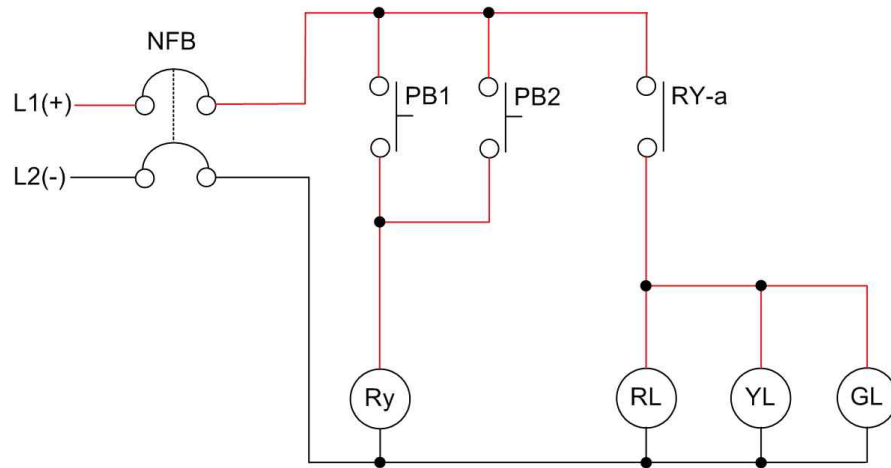 NFB
L1(+)
PB1
PB2
RY-a
L2(-)
Ry
RL
YL
GL